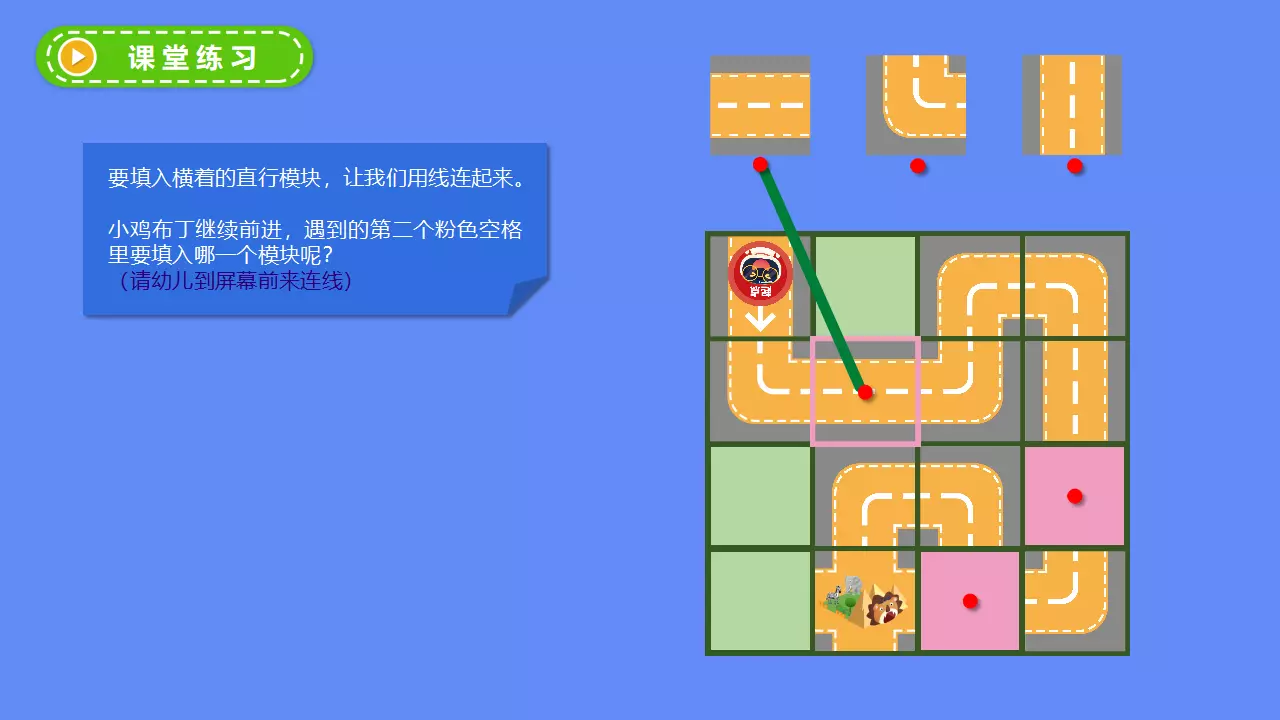 课堂练习
要填入横着的直行模块，让我们用线连起来。
小鸡布丁继续前进，遇到的第二个粉色空格
里要填入哪一个模块呢？
（请幼儿到屏幕前来连线）
起点